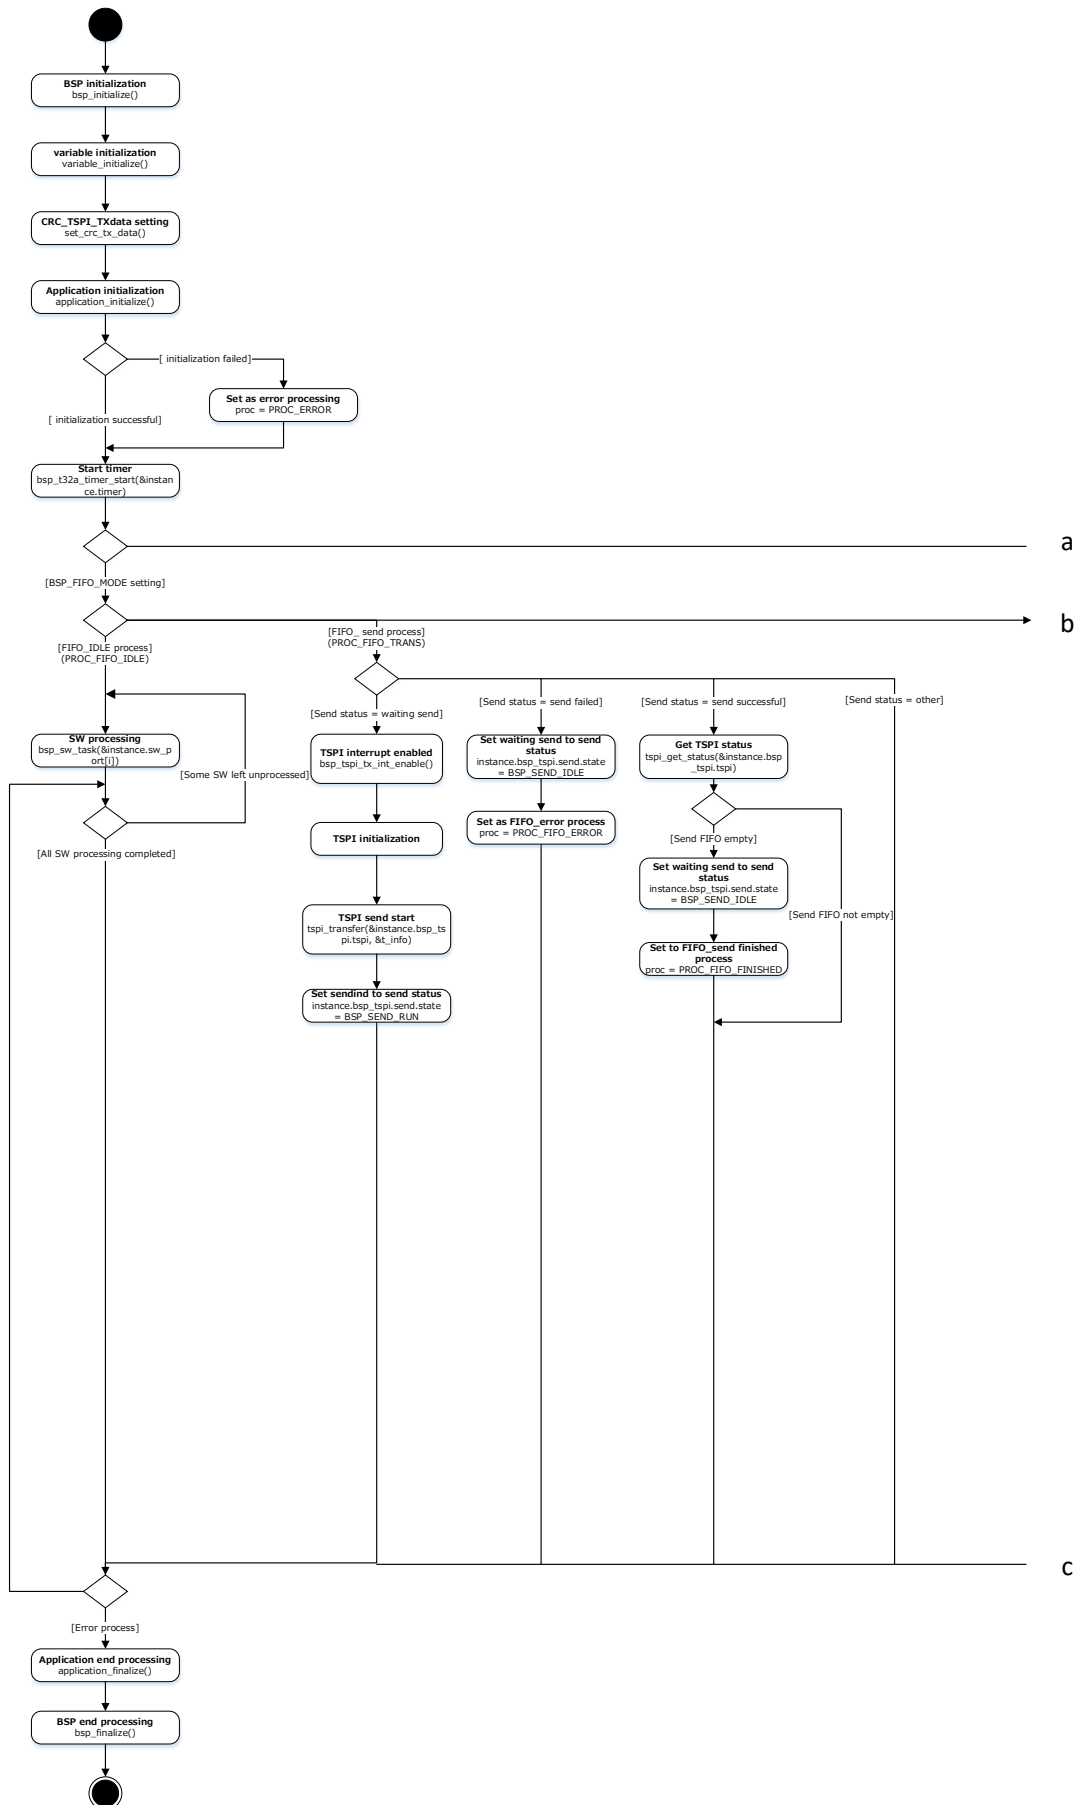 BSP initialization
bsp_initialize()
variable initialization
variable_initialize()
CRC_TSPI_TXdata setting
set_crc_tx_data()
Application initialization
application_initialize()
[ initialization failed]
Set as error processing
proc = PROC_ERROR
[ initialization successful]
Start timer
bsp_t32a_timer_start(&instan
ce.timer)
a
[BSP_FIFO_MODE setting]
b
[FIFO_IDLE process]
(PROC_FIFO_IDLE)
[FIFO_ send process]
(PROC_FIFO_TRANS)
[Send status = waiting send]
[Send status = send failed]
[Send status = send successful]
[Send status = other]
SW processing
bsp_sw_task(&instance.sw_p
ort[i])
[Some SW left unprocessed]
[All SW processing completed]
TSPI interrupt enabled
bsp_tspi_tx_int_enable()
TSPI initialization
TSPI send start
tspi_transfer(&instance.bsp_ts
pi.tspi, &t_info)
Set sendind to send status
instance.bsp_tspi.send.state
= BSP_SEND_RUN
Set waiting send to send
status
instance.bsp_tspi.send.state
= BSP_SEND_IDLE
Set as FIFO_error process
proc = PROC_FIFO_ERROR
Get TSPI status
tspi_get_status(&instance.bsp
_tspi.tspi)
[Send FIFO empty]
Set waiting send to send
status
instance.bsp_tspi.send.state
= BSP_SEND_IDLE
[Send FIFO not empty]
Set to FIFO_send finished
process
proc = PROC_FIFO_FINISHED
c
[Error process]
Application end processing
application_finalize()
BSP end processing
bsp_finalize()